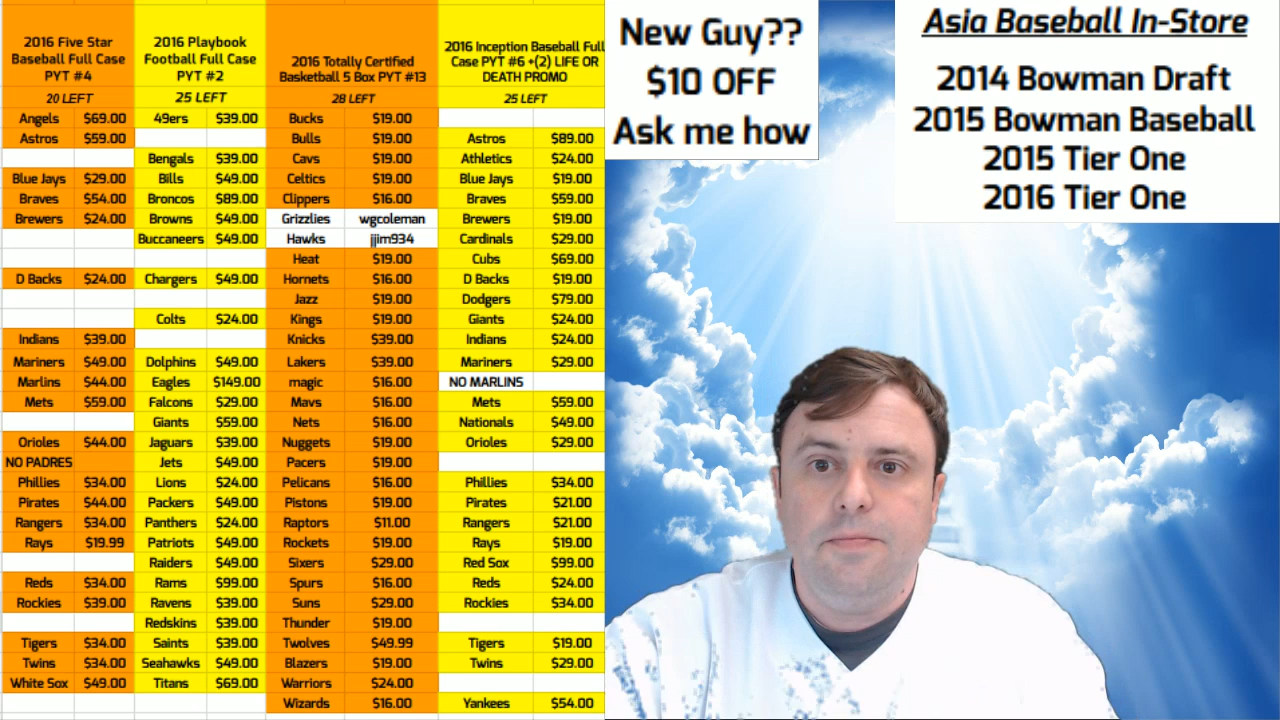 2016 Five Star
Baseball Full Case
PYT #4
20 LEFT
Angels $69.00
Astros $59.00
Blue Jays $29.00
Braves $54.00
Brewers $24.00
D Backs $24.00
Indians $39.00
Mariners $49.00
Marlins $44.00
Mets $59.00
Orioles $44.00
NO PADRES
Phillies $34.00
Pirates $44.00
Rangers $34.00
Rays $19.99
Reds $34.00
Rockies $39.00
Tigers $34.00
Twins $34.00
White Sox $49.00
2016 Playbook
Football Full Case
PYT #2
25 LEFT
49ers $39.00
Bengals $39.00
Bills $49.00
Broncos $89.00
Browns $49.00
Buccaneers $49.00
Chargers $49.00
Colts $24.00
Dolphins $49.00
Eagles $149.00
Falcons $29.00
Giants $59.00
Jaguars $39.00
Jets $49.00
Lions $24.00
Packers $49.00
Panthers $24.00
Patriots $49.00
Raiders $49.00
Rams $99.00
Ravens $39.00
Redskins $39.00
Saints $39.00
Seahawks $49.00
Titans $69.00
2016 Totally Certified
Basketball 5 Box PYT #13
28 LEFT
Bucks $19.00
Bulls $19.00
Cavs $19.00
Celtics $19.00
Clippers $16.00
Grizzlies wgcoleman
Hawks jjim934
Heat $19.00
Hornets $16.00
Jazz $19.00
Kings $19.00
Knicks $39.00
Lakers $39.00
magic $16.00
Mavs $16.00
Nets $16.00
Nuggets $19.00
Pacers $19.00
Pelicans $16.00
Pistons $19.00
Raptors $11.00
Rockets $19.00
Sixers $29.00
Spurs $16.00
Suns $29.00
Thunder $19.00
Twolves $49.99
Blazers $19.00
Warriors $24.00
Wizards $16.00
2016 Inception Baseball Full
Case PYT #6 +(2) LIFE OR
DEATH PROMO
25 LEFT
Astros $89.00
Athletics $24.00
Blue Jays $19.00
Braves $59.00
Brewers $19.00
Cardinals $29.00
Cubs $69.00
D Backs $19.00
Dodgers $79.00
Giants $24.00
Indians $24.00
Mariners $29.00
NO MARLINS
Mets $59.00
Nationals $49.00
Orioles $29.00
Phillies $34.00
Pirates $21.00
Rangers $21.00
Rays $19.00
Red Sox $99.00
Reds $24.00
Rockies $34.00
Tigers $19.00
Twins $29.00
Yankees $54.00
New Guy??
$10 OFF
Ask me how
Asia Baseball In-Store
2014 Bowman Draft
2015 Bowman Baseball
2015 Tier One
2016 Tier One